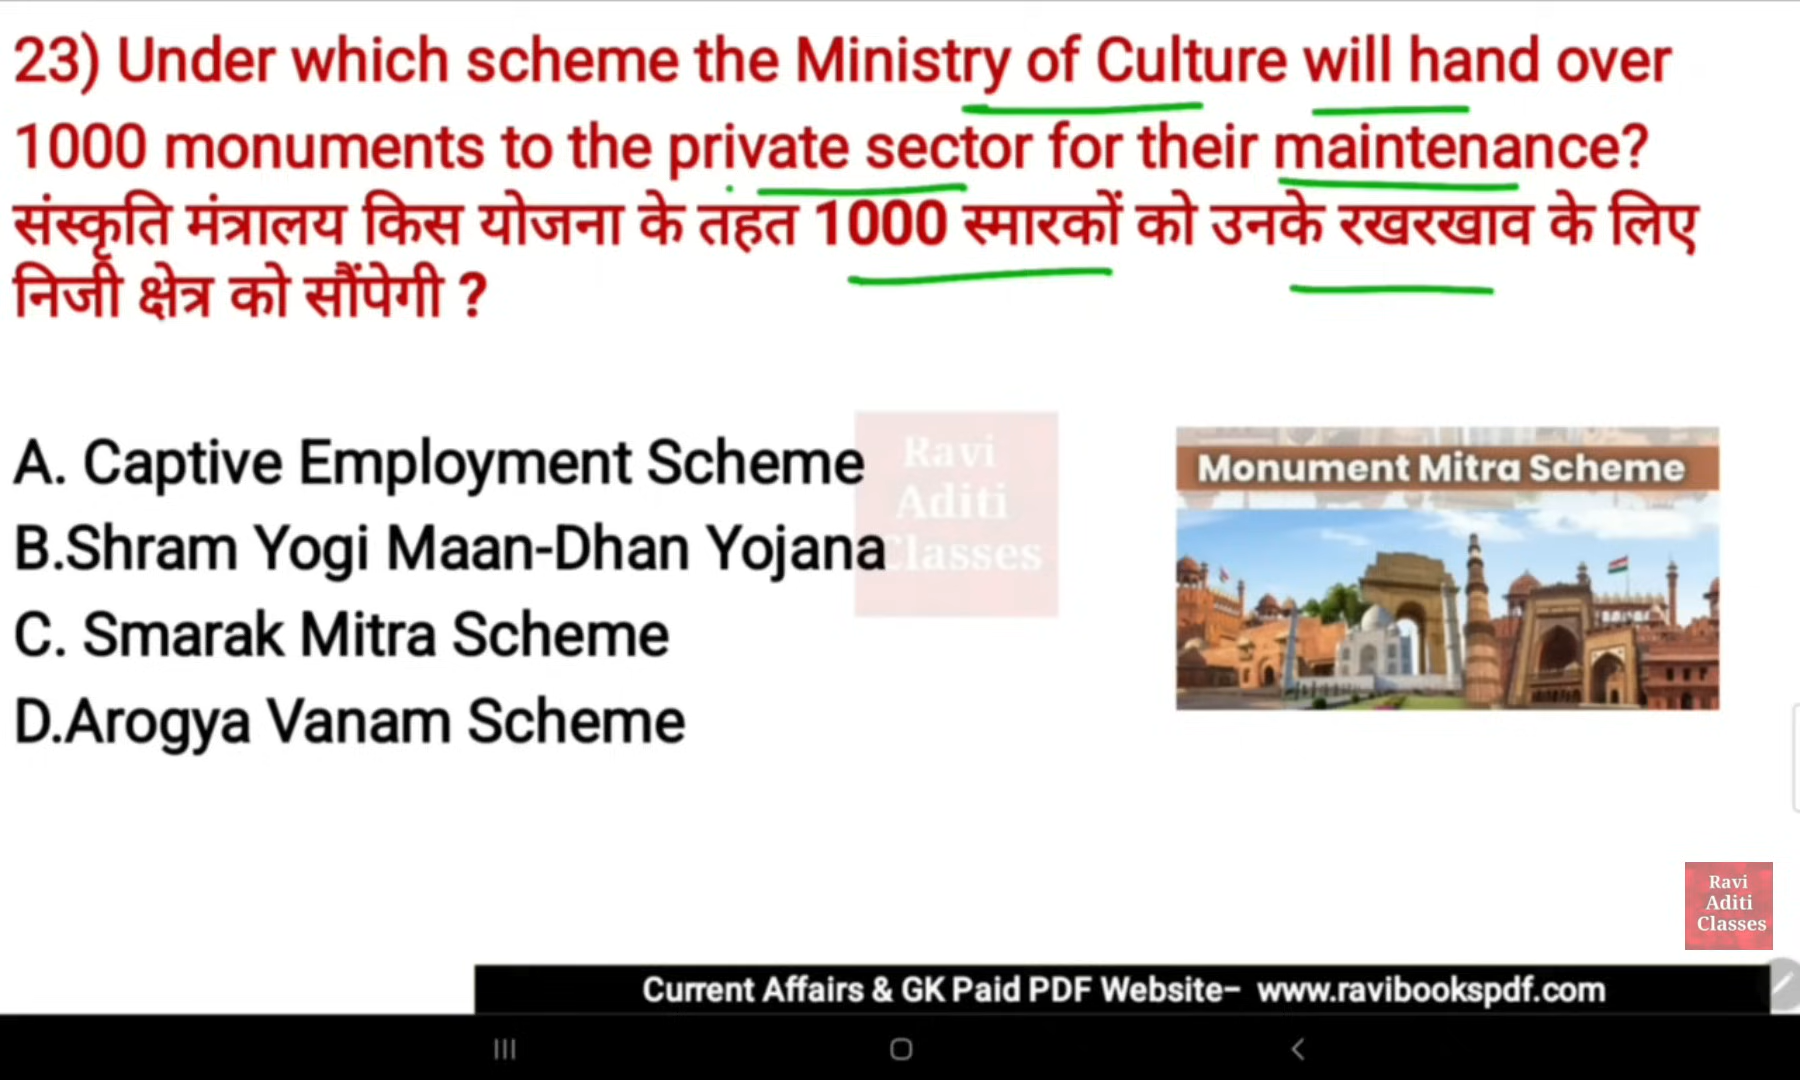 23) Under which scheme the Ministry of Culture will hand over
1000 monuments to the private sector for their maintenance?
संस्कृति मंत्रालय किस योजना के तहत 1000 स्मारकों को उनके रखरखाव के लिए
निजी क्षेत्र को सौंपेगी ?
A. Captive Employment Scheme
B.Shram Yogi Maan-Dhan Yojana
C. Smarak Mitra Scheme
D.Arogya Vanam Scheme
Ravi
Aditi
Classes
Monument Mitra Scheme
Ravi
Aditi
Classes
Current Affairs & GK Paid PDF Website- www.ravibookspdf.com